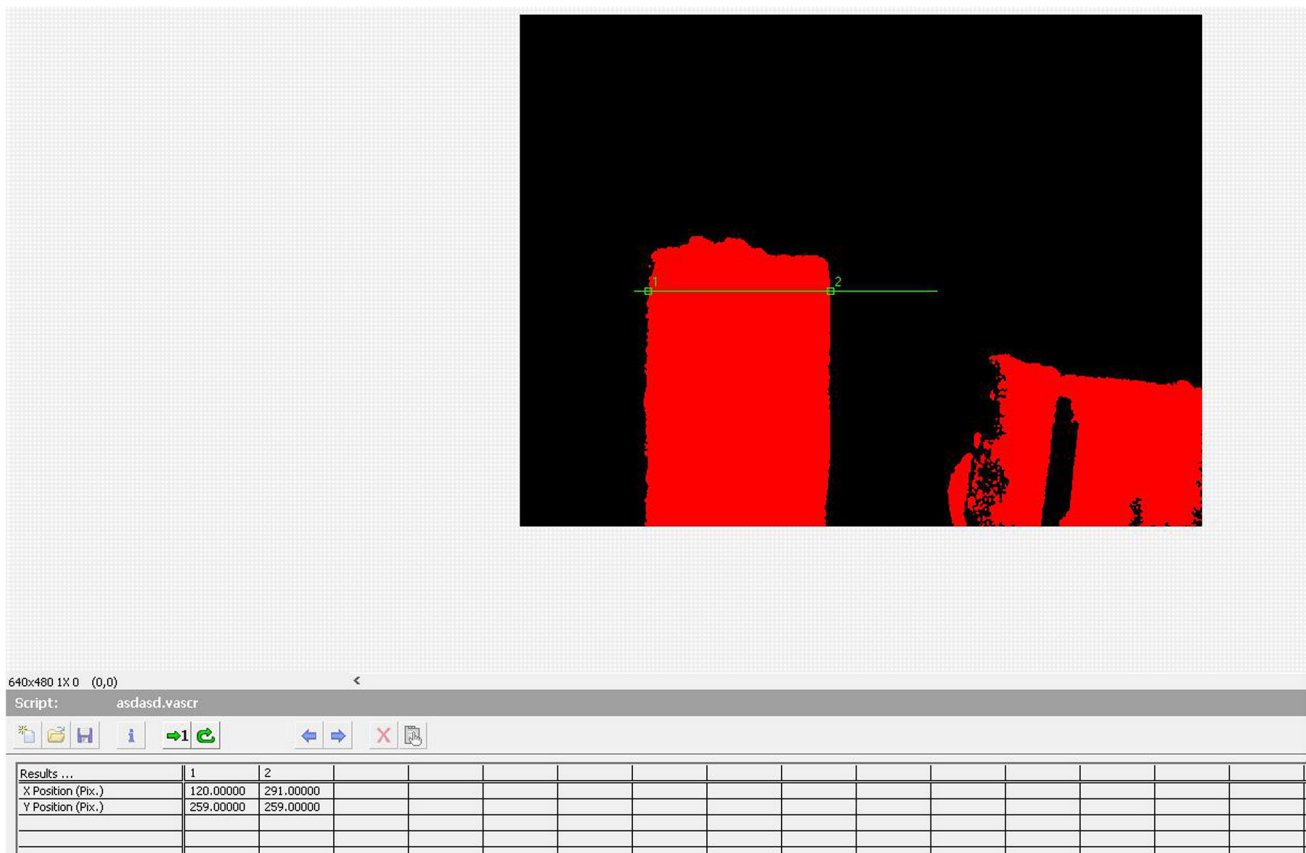 1 2
640x480 1X 0 (0,0) <
Script: asdasd.vascr
1
Results ... 1 2
X Position (Pix.) 120.00000 291.00000
Y Position (Pix.) 259.00000 259.00000